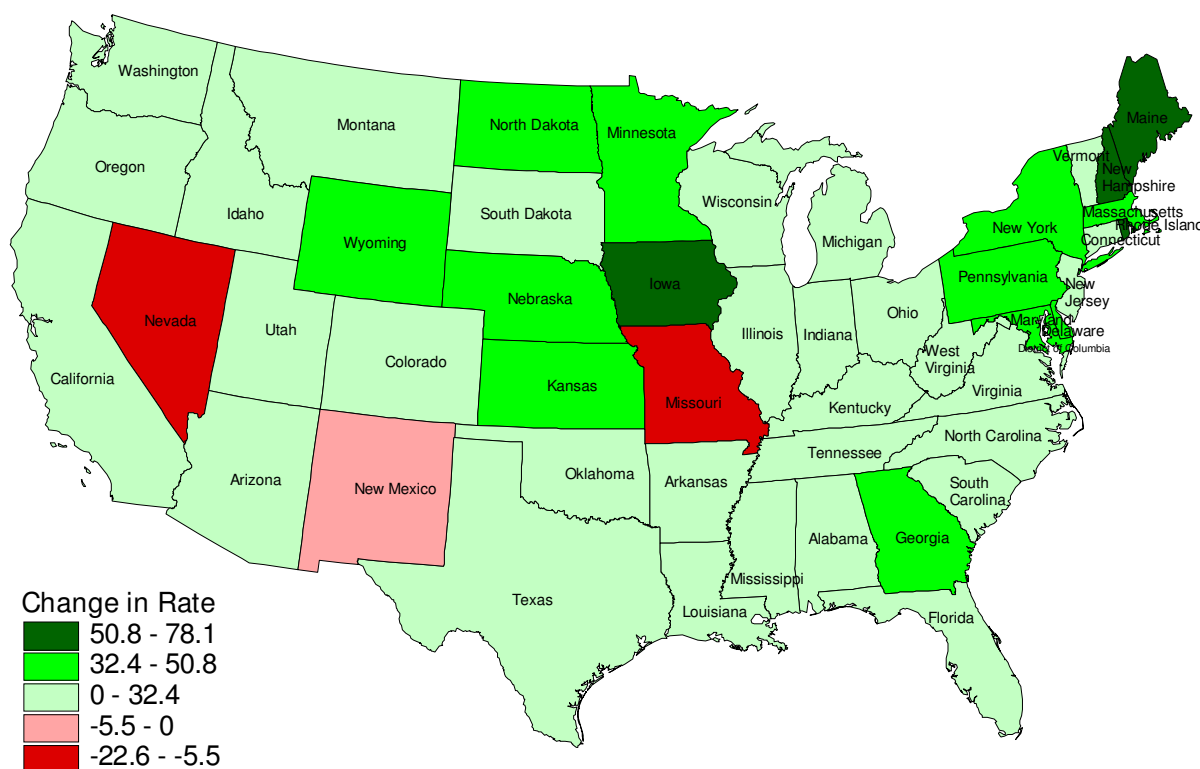 Washington
Montana
North Dakota
Minnesota
Maine
Oregon
Idaho
Wyoming
South Dakota
Wisconsin
Michigan
Vermont
New
Hampshire
New York
Massachusetts
Rhode Island
Connecticut
Nevada
Utah
Colorado
Nebraska
Iowa
Illinois
Indiana
Ohio
Pennsylvania
New
Jersey
Maryland
Delaware
District of Columbia
California
Kansas
Missouri
Kentucky
West
Virginia
Virginia
Arizona
New Mexico
Oklahoma
Arkansas
Tennessee
North Carolina
South
Carolina
Texas
Louisiana
Mississippi
Alabama
Georgia
Florida
Change in Rate
50.8 - 78.1
32.4 - 50.8
0 - 32.4
-5.5 - 0
-22.6 - -5.5